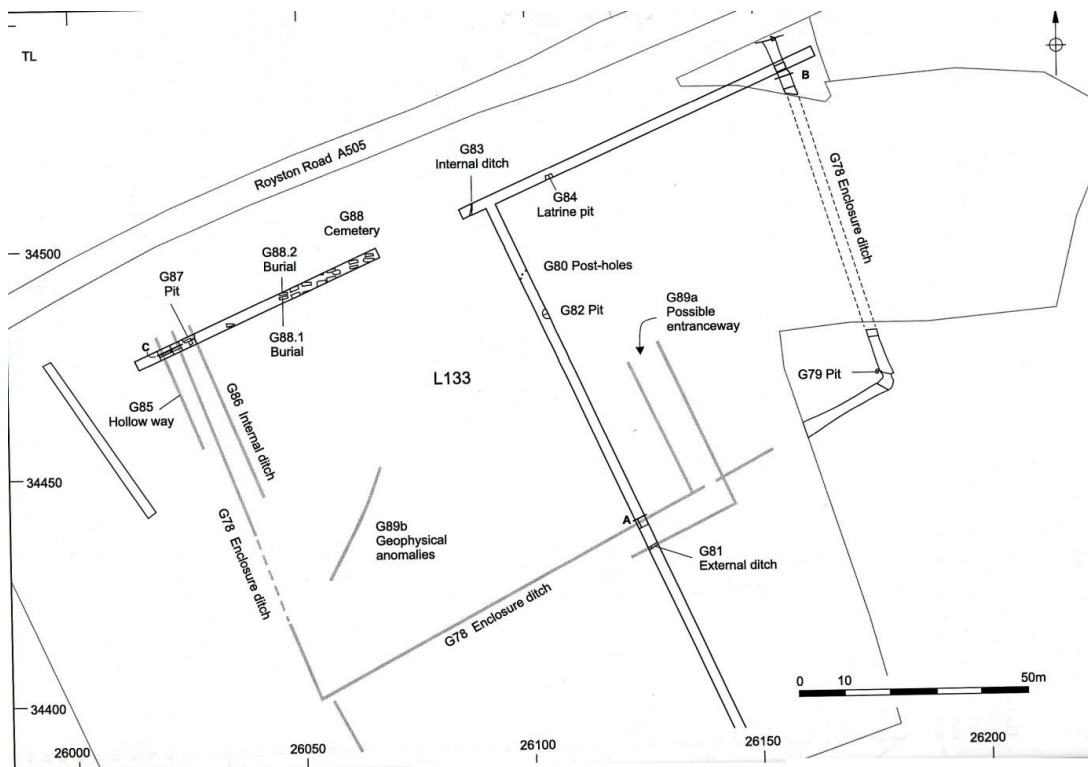 TL
B
Royston Road A505
G83
Internal ditch
G84
Latrine pit
G78 Enclosure ditch
G88
Cemetery
34500
G88.2
Burial
G87
Pit
G80 Post-holes
G89a
Possible
entranceway
G82 Pit
C
G88.1
Burial
L133
G79 Pit
G85
Hollow way
G86 Internal ditch
34450
A
G89b
Geophysical
anomalies
G81
External ditch
G78 Enclosure ditch
G78 Enclosure ditch
0 10 50m
34400
26000
26050
26100
26150
26200